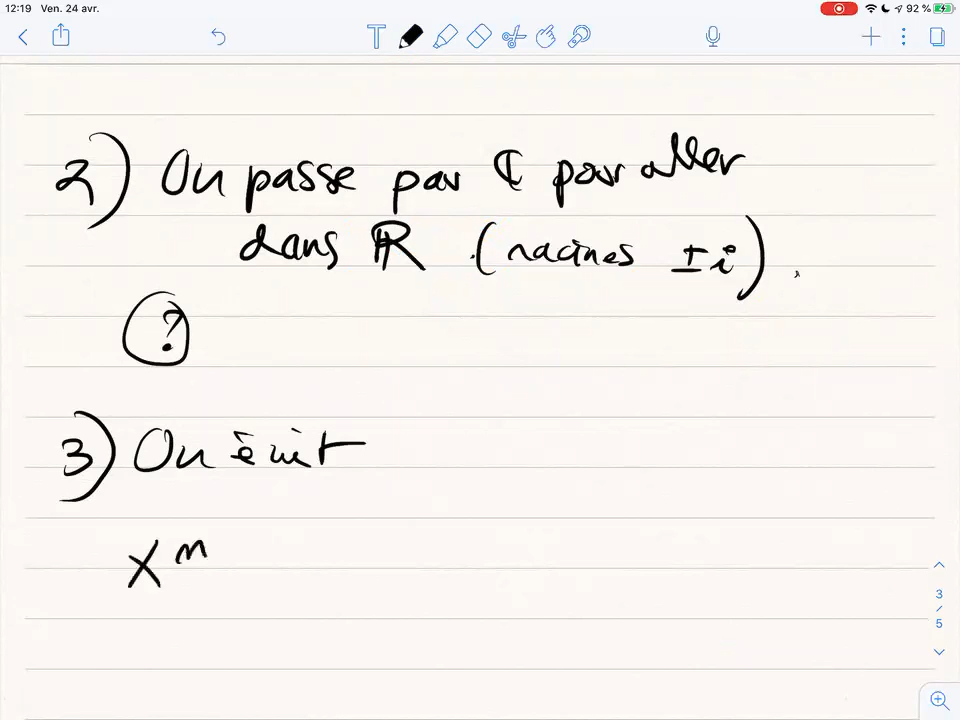 12:19 Ven. 24 avr. 92 %
2) On passe par ℂ pour aller
dans ℝ (racines ± i).
?
3) On écrit
X^n
3
/
5